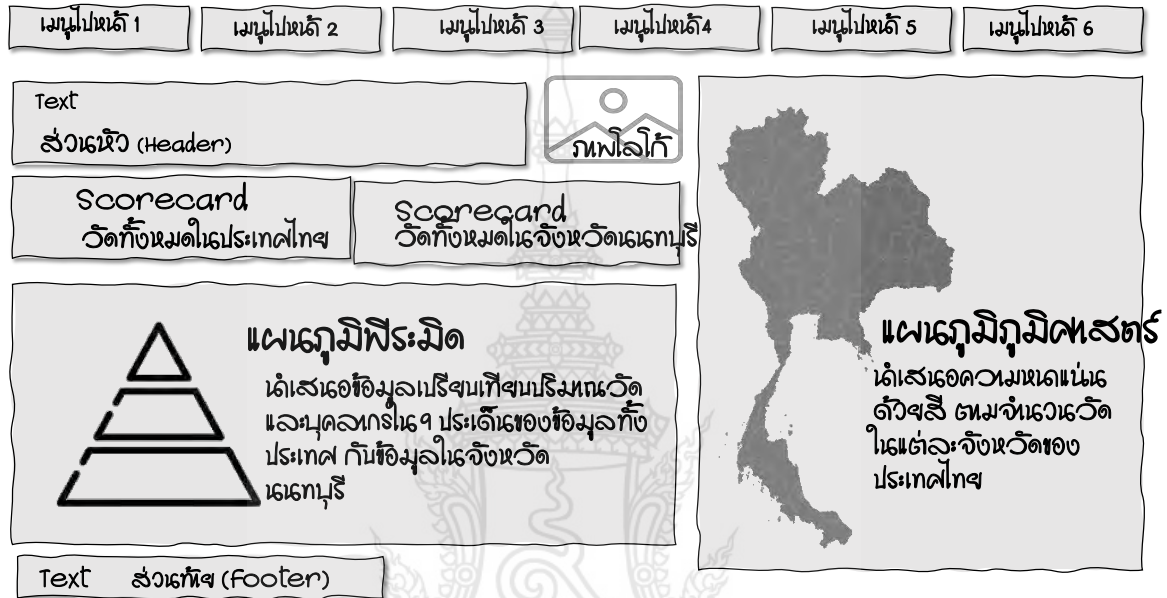 เมนูไปหน้า 1
เมนูไปหน้า 2
เมนูไปหน้า 3
เมนูไปหน้า4
เมนูไปหน้า 5
เมนูไปหน้า 6
Text
ส่วนหัว (Header)
ภาพโลโก้
Scorecard
วัดทั้งหมดในประเทศไทย
Scorecard
วัดทั้งหมดในจังหวัดนนทบุรี
แผนภูมิพีระมิด
นำเสนอข้อมูลเปรียบเทียบปริมาณวัด
และบุคลากรใน ๆ ประเด็นของข้อมูลทั้ง
ประเทศ กับข้อมูลในจังหวัด
นนทบุรี
แผนภูมิภูมิศาสตร์
นำเสนอความหนาแน่น
ด้วยสี ตามจำนวนวัด
ในแต่ละจังหวัดของ
ประเทศไทย
Text ส่วนท้าย (Footer)